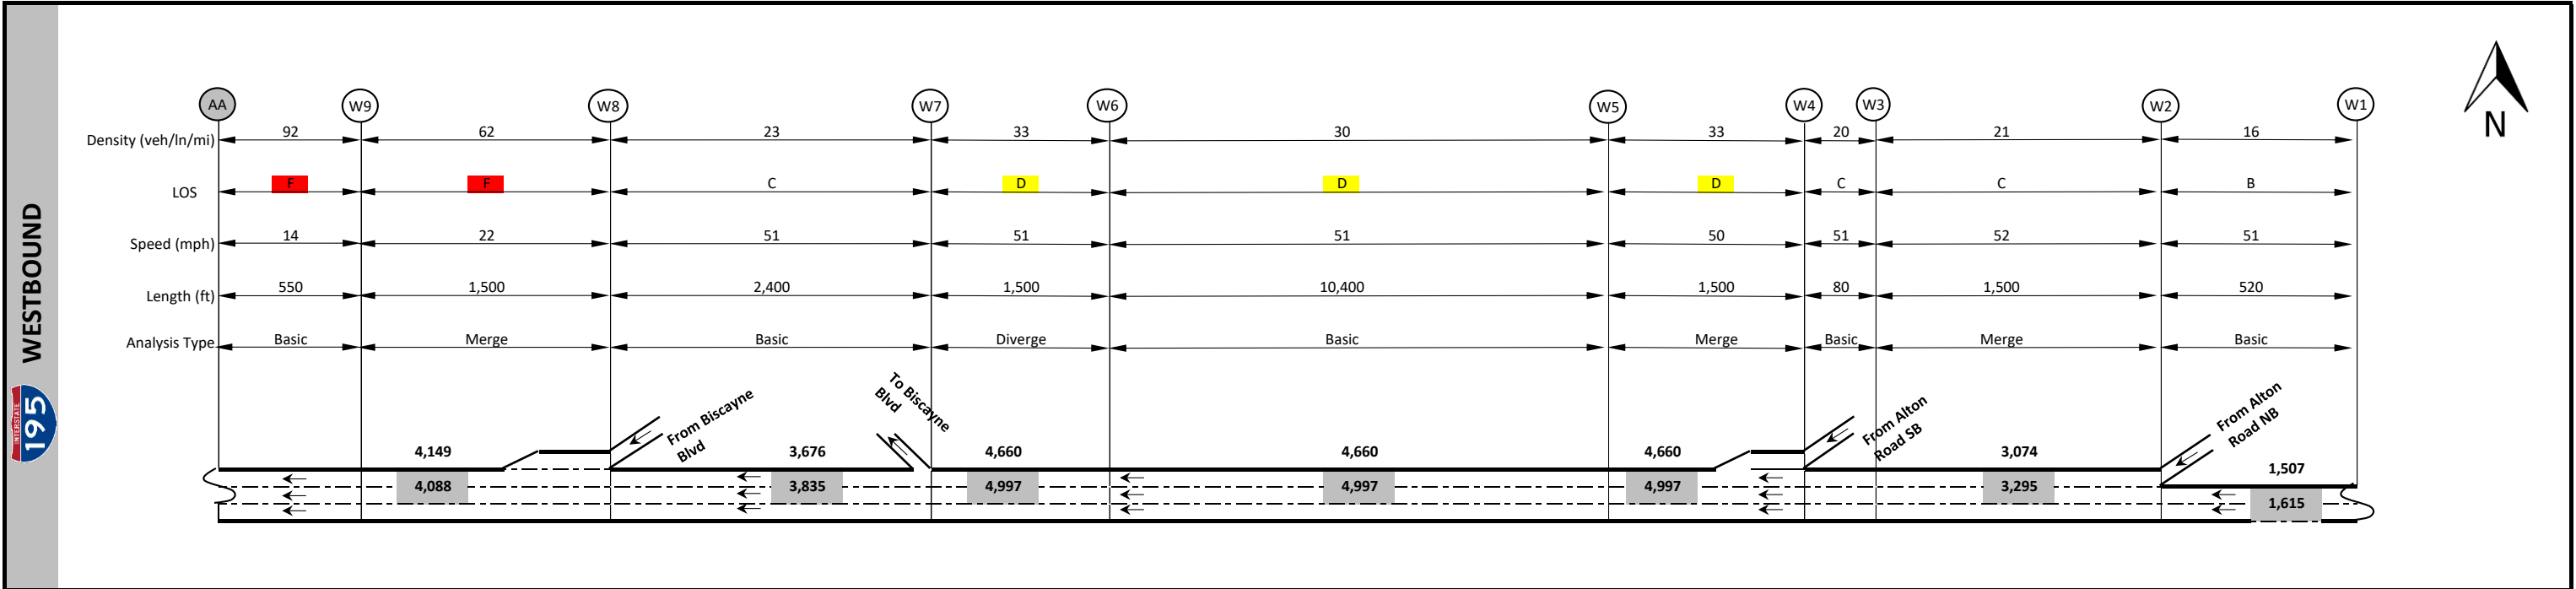 AA W9 W8 W7 W6 W5 W4 W3 W2 W1
Density (veh/ln/mi) 92 62 23 33 30 33 20 21 16
LOS F F C D D D C C B
Speed (mph) 14 22 51 51 51 50 51 52 51
Length (ft) 550 1,500 2,400 1,500 10,400 1,500 80 1,500 520
Analysis Type Basic Merge Basic Diverge Basic Merge Basic Merge Basic
N
WESTBOUND
INTERSTATE
195
From Biscayne
Blvd
To Biscayne
Blvd
From Alton
Road SB
From Alton
Road NB
4,149 3,676 4,660 4,660 4,660 3,074 1,507
4,088 3,835 4,997 4,997 4,997 3,295 1,615